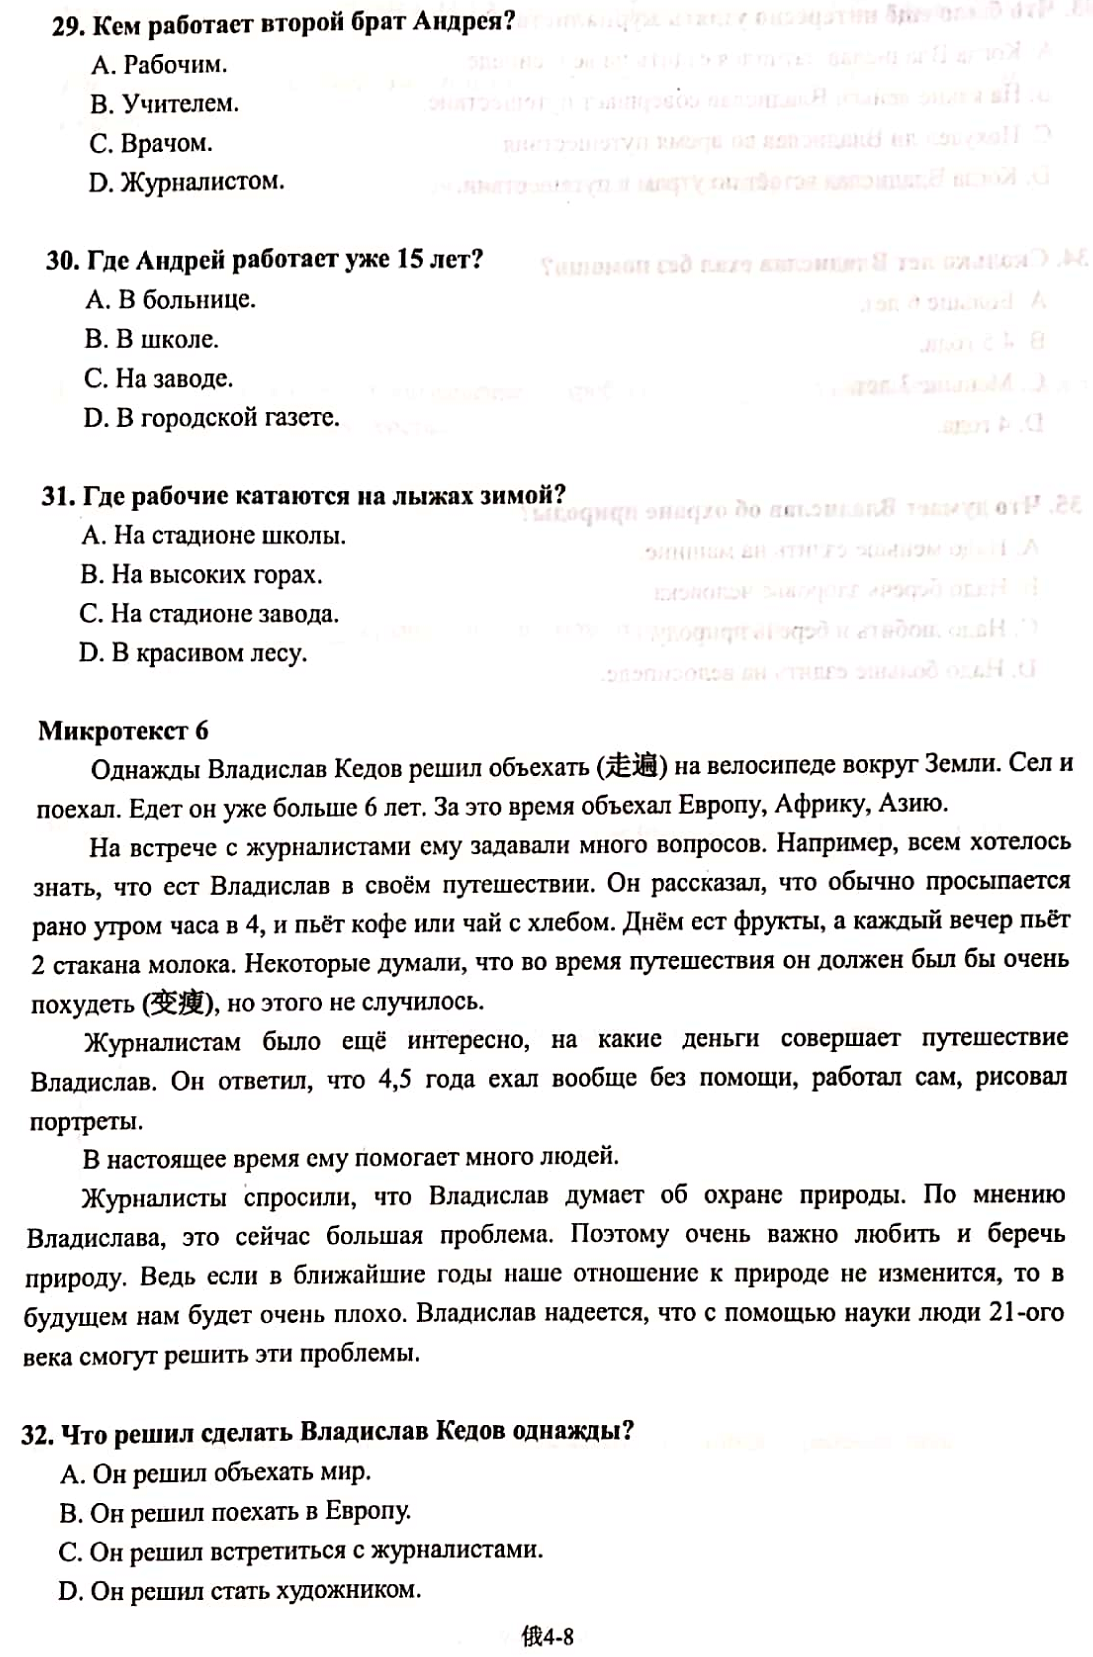 29. Кем работает второй брат Андрея?
A. Рабочим.
B. Учителем.
C. Врачом.
D. Журналистом.
30. Где Андрей работает уже 15 лет?
A. В больнице.
B. В школе.
C. На заводе.
D. В городской газете.
31. Где рабочие катаются на лыжах зимой?
A. На стадионе школы.
B. На высоких горах.
C. На стадионе завода.
D. В красивом лесу.
Микротекст 6
Однажды Владислав Кедов решил объехать (走遍) на велосипеде вокруг Земли. Сел и
поехал. Едет он уже больше 6 лет. За это время объехал Европу, Африку, Азию.
На встрече с журналистами ему задавали много вопросов. Например, всем хотелось
знать, что ест Владислав в своём путешествии. Он рассказал, что обычно просыпается
рано утром часа в 4, и пьёт кофе или чай с хлебом. Днём ест фрукты, а каждый вечер пьёт
2 стакана молока. Некоторые думали, что во время путешествия он должен был бы очень
похудеть (变瘦), но этого не случилось.
Журналистам было ещё интересно, на какие деньги совершает путешествие
Владислав. Он ответил, что 4,5 года ехал вообще без помощи, работал сам, рисовал
портреты.
В настоящее время ему помогает много людей.
Журналисты спросили, что Владислав думает об охране природы. По мнению
Владислава, это сейчас большая проблема. Поэтому очень важно любить и беречь
природу. Ведь если в ближайшие годы наше отношение к природе не изменится, то в
будущем нам будет очень плохо. Владислав надеется, что с помощью науки люди 21-ого
века смогут решить эти проблемы.
32. Что решил сделать Владислав Кедов однажды?
A. Он решил объехать мир.
B. Он решил поехать в Европу.
C. Он решил встретиться с журналистами.
D. Он решил стать художником.
俄4-8